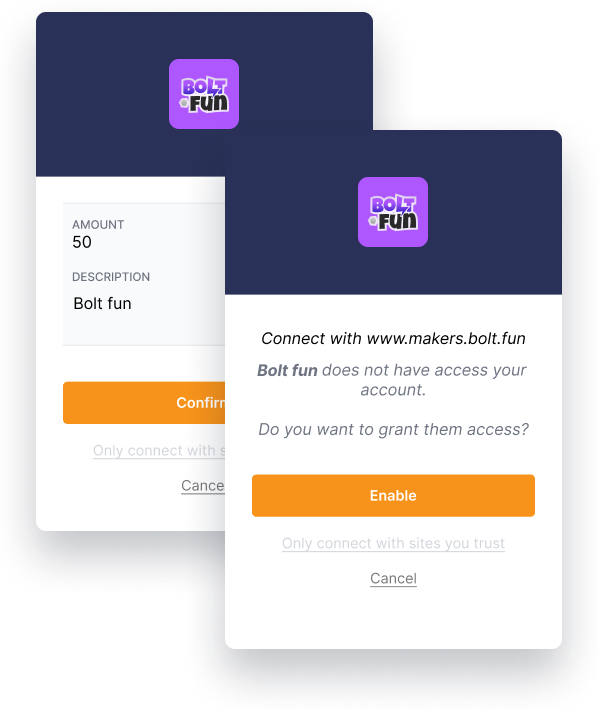 BOLT
FUN
AMOUNT
50
DESCRIPTION
Bolt fun
Confirm
Only connect with s
Cance
BOLT
FUN
Connect with www.makers.bolt.fun
Bolt fun does not have access your
account.
Do you want to grant them access?
Enable
Only connect with sites you trust
Cancel